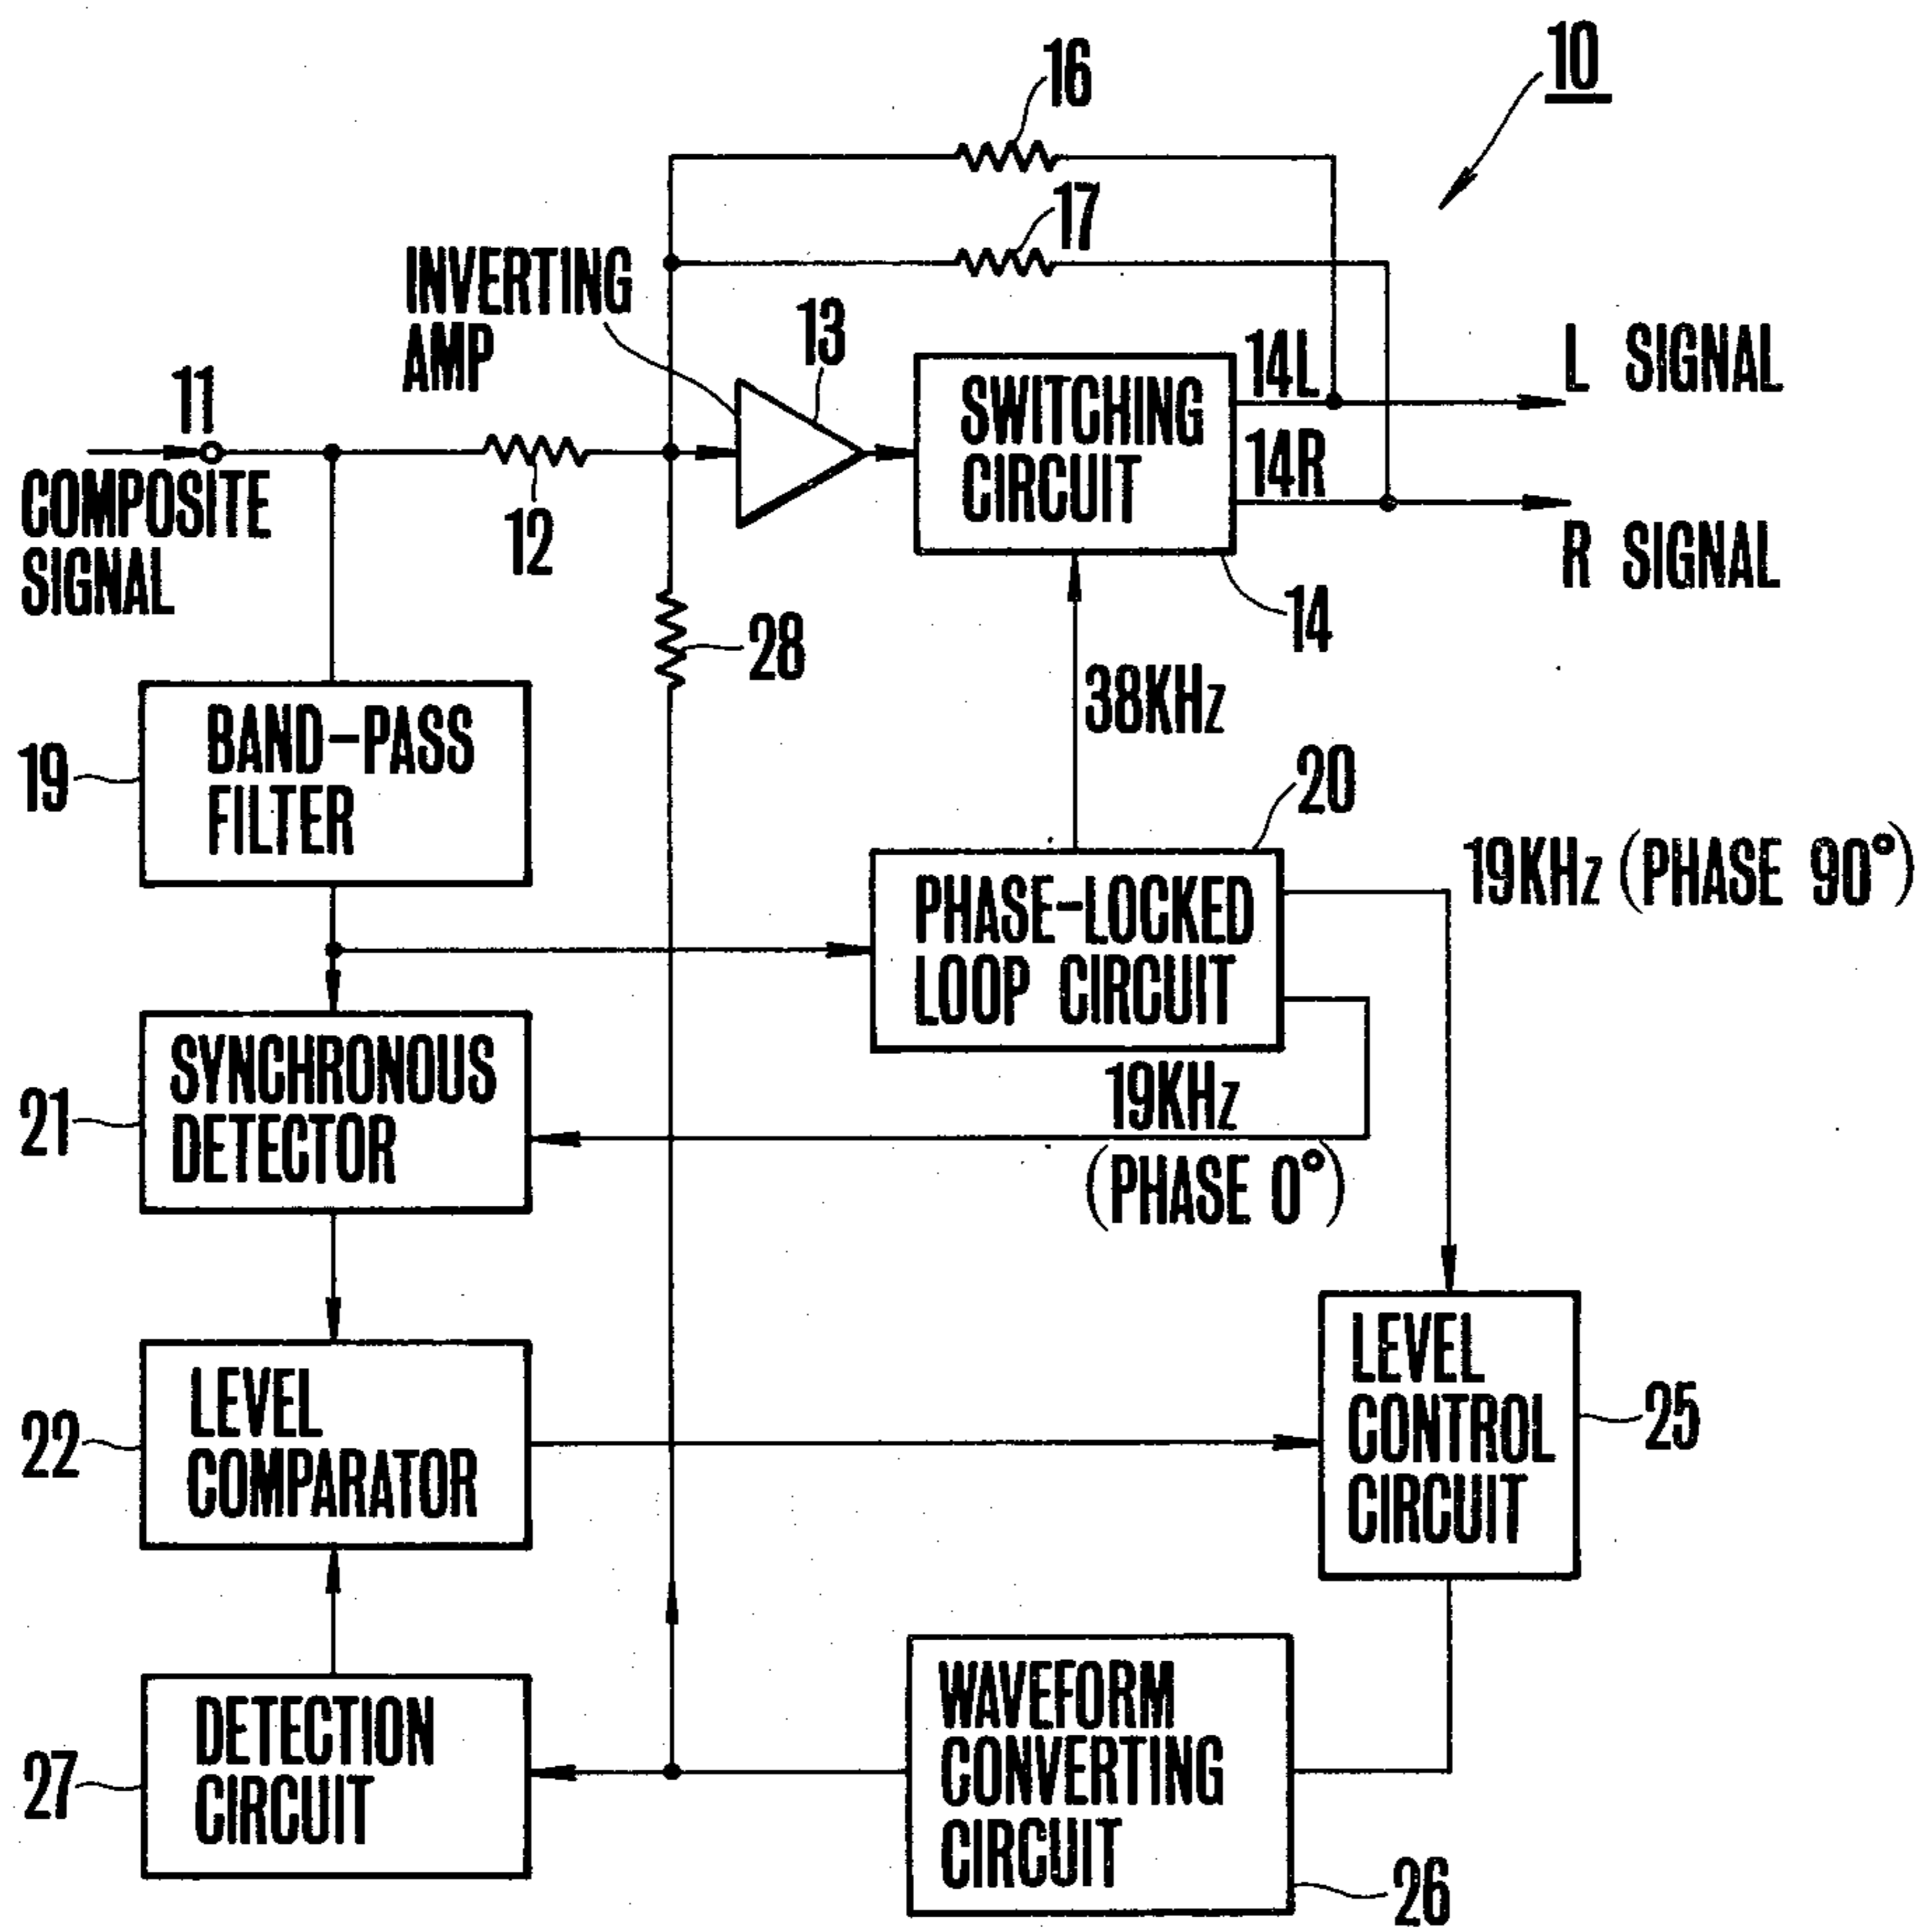 10
16
17
INVERTING
AMP
13
11
COMPOSITE
SIGNAL
12
SWITCHING
CIRCUIT
14L
14R
L SIGNAL
R SIGNAL
14
28
38KHz
BAND-PASS
FILTER
19
20
PHASE-LOCKED
LOOP CIRCUIT
19KHz (PHASE 90°)
19KHz
(PHASE 0°)
SYNCHRONOUS
DETECTOR
21
LEVEL
COMPARATOR
22
LEVEL
CONTROL
CIRCUIT
25
DETECTION
CIRCUIT
27
WAVEFORM
CONVERTING
CIRCUIT
26